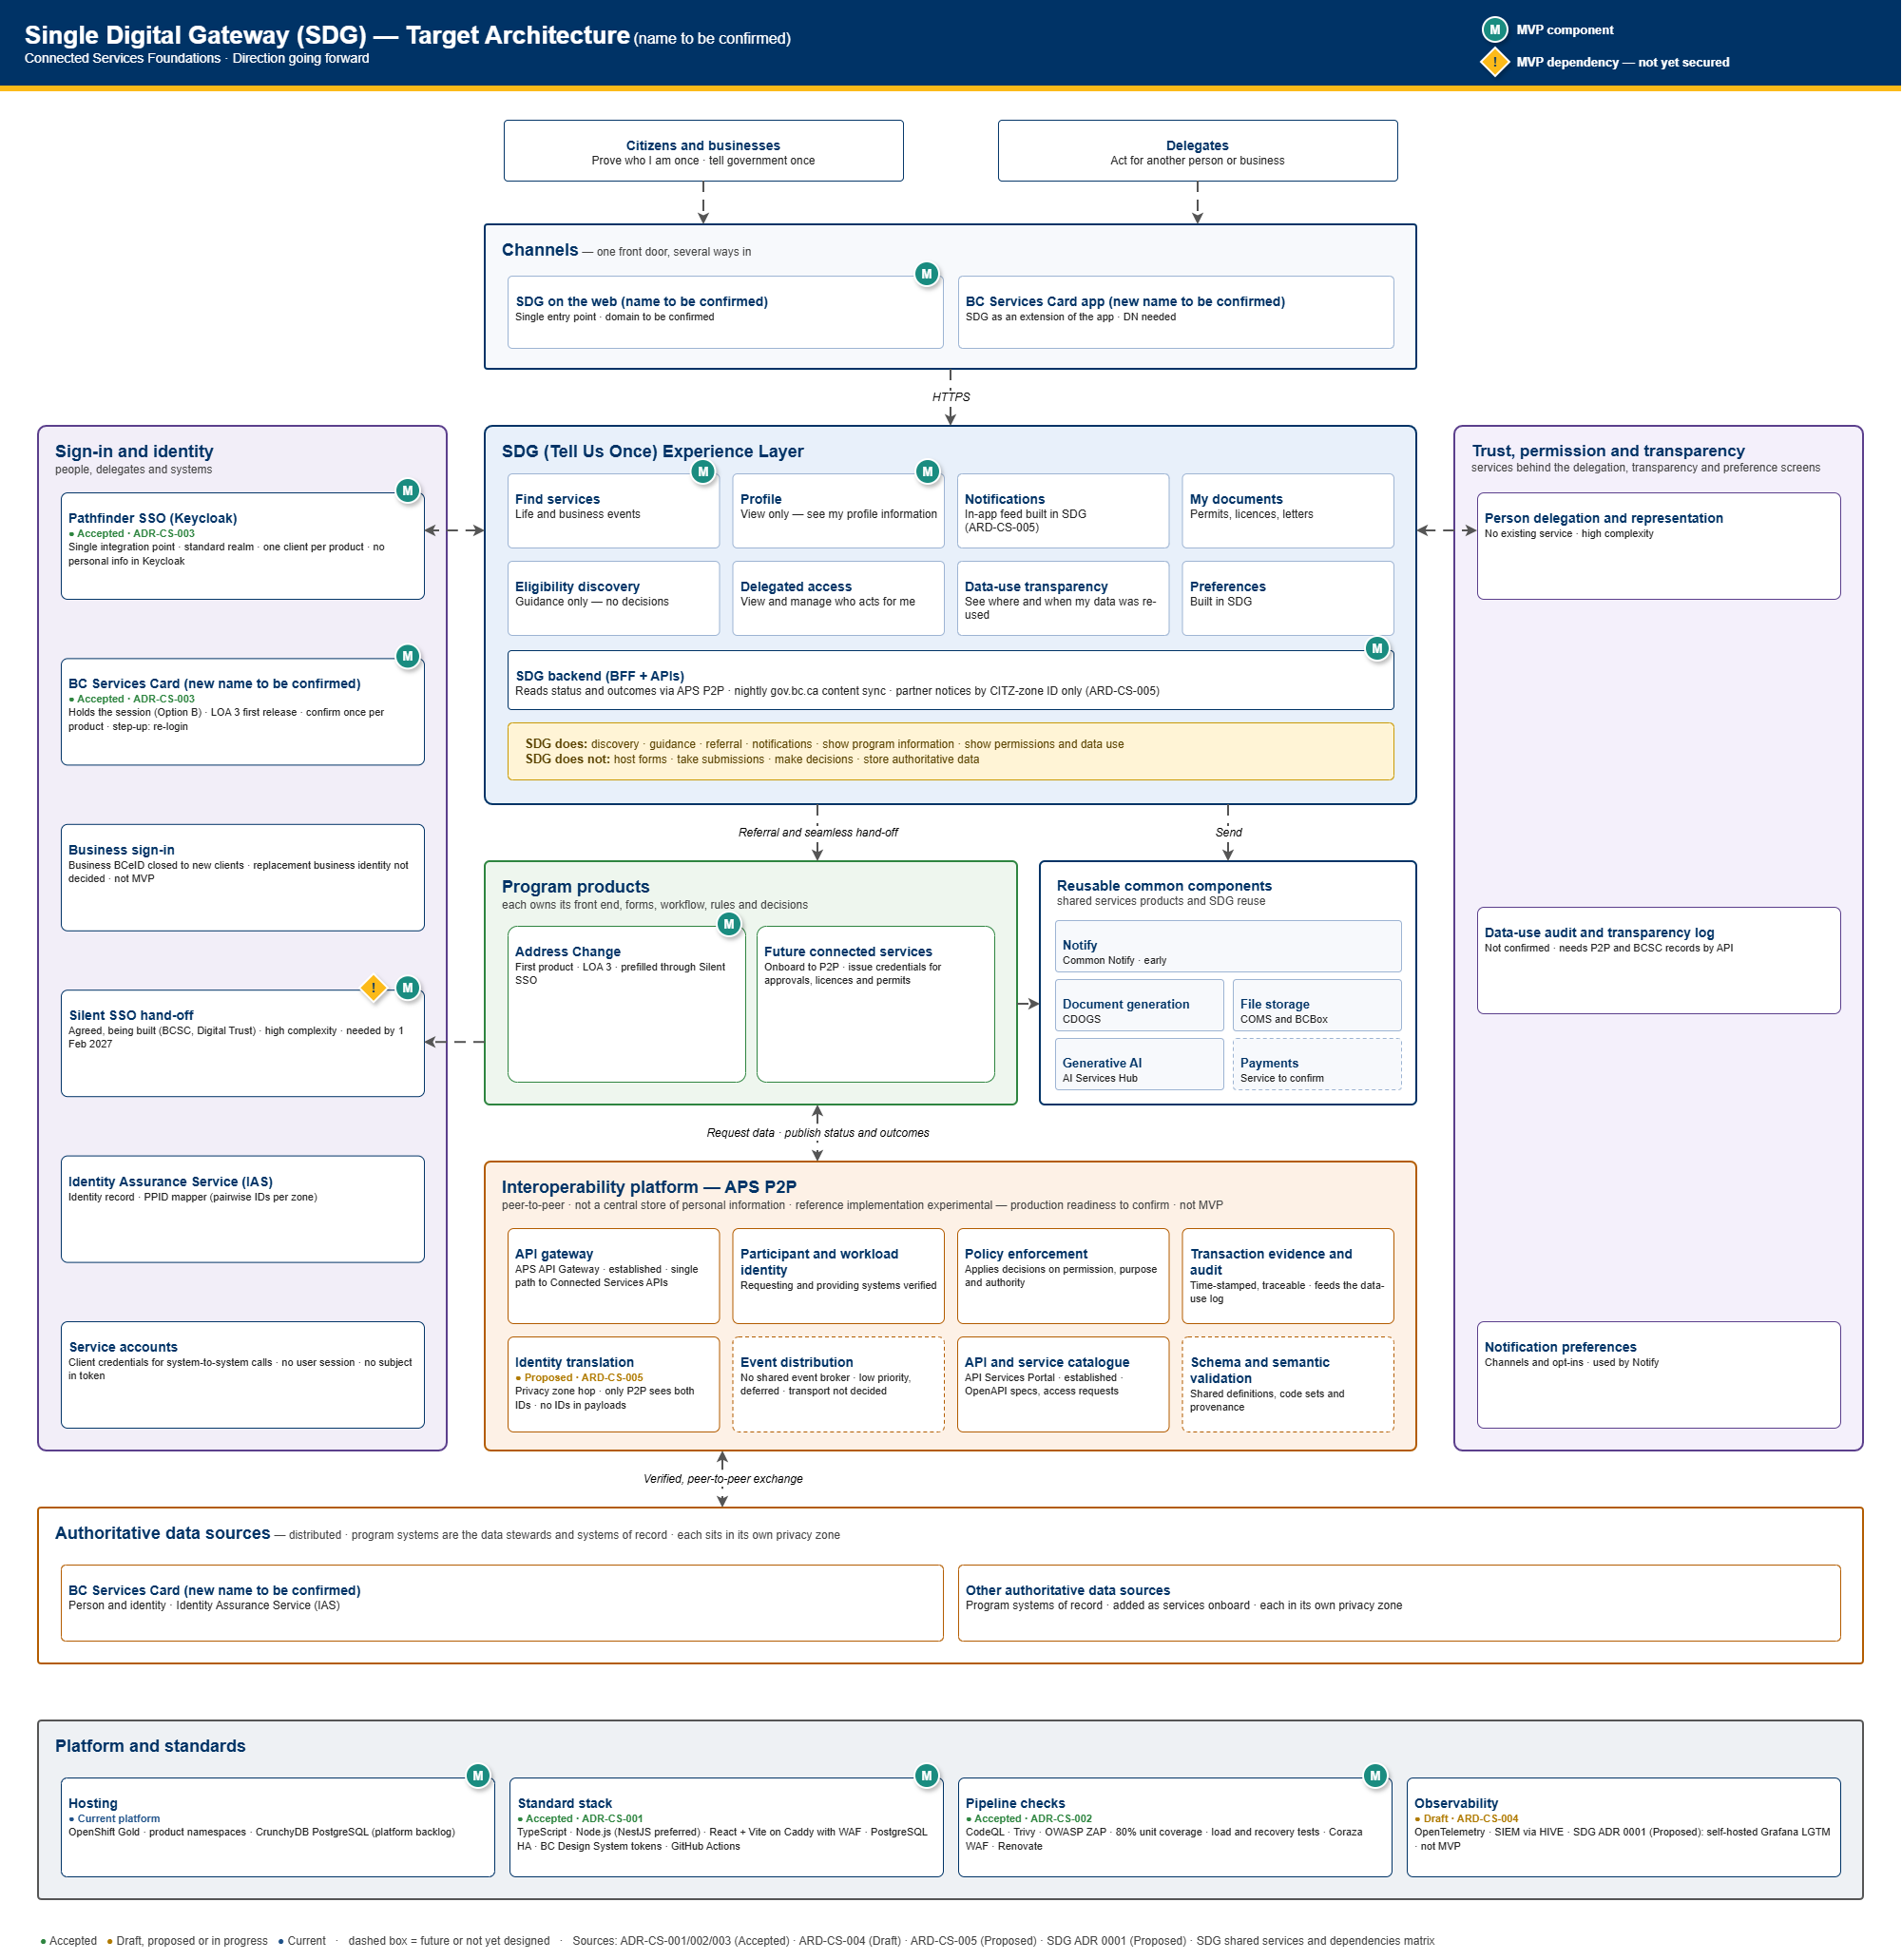 Single Digital Gateway (SDG) — Target Architecture (name to be confirmed)
Connected Services Foundations · Direction going forward
M MVP component
! MVP dependency — not yet secured
Citizens and businesses
Prove who I am once · tell government once
Delegates
Act for another person or business
Channels — one front door, several ways in
M
SDG on the web (name to be confirmed)
Single entry point · domain to be confirmed
BC Services Card app (new name to be confirmed)
SDG as an extension of the app · DN needed
HTTPS
Sign-in and identity
people, delegates and systems
M
Pathfinder SSO (Keycloak)
● Accepted · ADR-CS-003
Single integration point · standard realm · one client per product · no
personal info in Keycloak
M
BC Services Card (new name to be confirmed)
● Accepted · ADR-CS-003
Holds the session (Option B) · LOA 3 first release · confirm once per
product · step-up: re-login
Business sign-in
Business BCeID closed to new clients · replacement business identity not
decided · not MVP
! M
Silent SSO hand-off
Agreed, being built (BCSC, Digital Trust) · high complexity · needed by 1
Feb 2027
Identity Assurance Service (IAS)
Identity record · PPID mapper (pairwise IDs per zone)
Service accounts
Client credentials for system-to-system calls · no user session · no subject
in token
SDG (Tell Us Once) Experience Layer
M
Find services
Life and business events
M
Profile
View only — see my profile information
Notifications
In-app feed built in SDG
(ARD-CS-005)
My documents
Permits, licences, letters
Eligibility discovery
Guidance only — no decisions
Delegated access
View and manage who acts for me
Data-use transparency
See where and when my data was re-
used
Preferences
Built in SDG
M
SDG backend (BFF + APIs)
Reads status and outcomes via APS P2P · nightly gov.bc.ca content sync · partner notices by CITZ-zone ID only (ARD-CS-005)
SDG does: discovery · guidance · referral · notifications · show program information · show permissions and data use
SDG does not: host forms · take submissions · make decisions · store authoritative data
Trust, permission and transparency
services behind the delegation, transparency and preference screens
Person delegation and representation
No existing service · high complexity
Data-use audit and transparency log
Not confirmed · needs P2P and BCSC records by API
Notification preferences
Channels and opt-ins · used by Notify
Referral and seamless hand-off
Send
Program products
each owns its front end, forms, workflow, rules and decisions
M
Address Change
First product · LOA 3 · prefilled through Silent
SSO
Future connected services
Onboard to P2P · issue credentials for
approvals, licences and permits
Reusable common components
shared services products and SDG reuse
Notify
Common Notify · early
Document generation
CDOGS
File storage
COMS and BCBox
Generative AI
AI Services Hub
Payments
Service to confirm
Request data · publish status and outcomes
Interoperability platform — APS P2P
peer-to-peer · not a central store of personal information · reference implementation experimental — production readiness to confirm · not MVP
API gateway
APS API Gateway · established · single
path to Connected Services APIs
Participant and workload
identity
Requesting and providing systems verified
Policy enforcement
Applies decisions on permission, purpose
and authority
Transaction evidence and
audit
Time-stamped, traceable · feeds the data-
use log
Identity translation
● Proposed · ARD-CS-005
Privacy zone hop · only P2P sees both
IDs · no IDs in payloads
Event distribution
No shared event broker · low priority,
deferred · transport not decided
API and service catalogue
API Services Portal · established ·
OpenAPI specs, access requests
Schema and semantic
validation
Shared definitions, code sets and
provenance
Verified, peer-to-peer exchange
Authoritative data sources — distributed · program systems are the data stewards and systems of record · each sits in its own privacy zone
BC Services Card (new name to be confirmed)
Person and identity · Identity Assurance Service (IAS)
Other authoritative data sources
Program systems of record · added as services onboard · each in its own privacy zone
Platform and standards
M
Hosting
● Current platform
OpenShift Gold · product namespaces · CrunchyDB PostgreSQL (platform backlog)
M
Standard stack
● Accepted · ADR-CS-001
TypeScript · Node.js (NestJS preferred) · React + Vite on Caddy with WAF · PostgreSQL
HA · BC Design System tokens · GitHub Actions
M
Pipeline checks
● Accepted · ADR-CS-002
CodeQL · Trivy · OWASP ZAP · 80% unit coverage · load and recovery tests · Coraza
WAF · Renovate
Observability
● Draft · ARD-CS-004
OpenTelemetry · SIEM via HIVE · SDG ADR 0001 (Proposed): self-hosted Grafana LGTM
· not MVP
● Accepted ● Draft, proposed or in progress ● Current · dashed box = future or not yet designed · Sources: ADR-CS-001/002/003 (Accepted) · ARD-CS-004 (Draft) · ARD-CS-005 (Proposed) · SDG ADR 0001 (Proposed) · SDG shared services and dependencies matrix